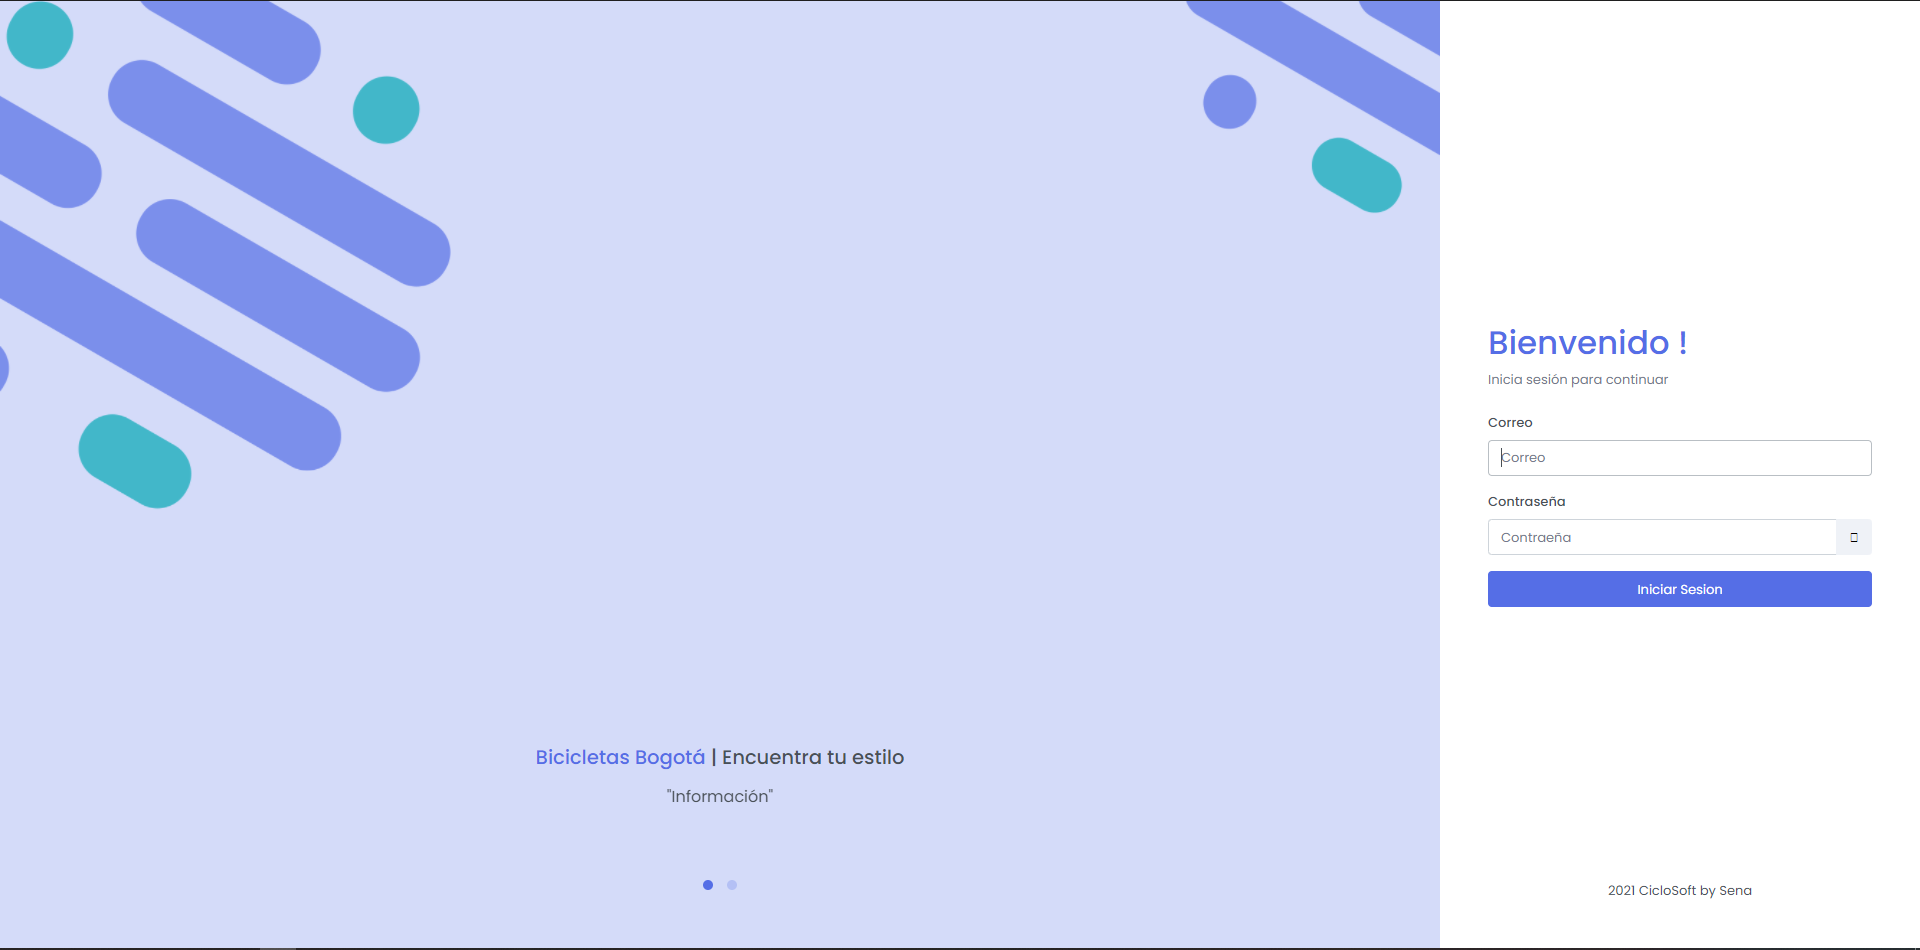 Bienvenido !
Inicia sesión para continuar
Correo
Correo
Contraseña
Contraeña
Iniciar Sesion
Bicicletas Bogotá | Encuentra tu estilo
"Información"
2021 CicloSoft by Sena